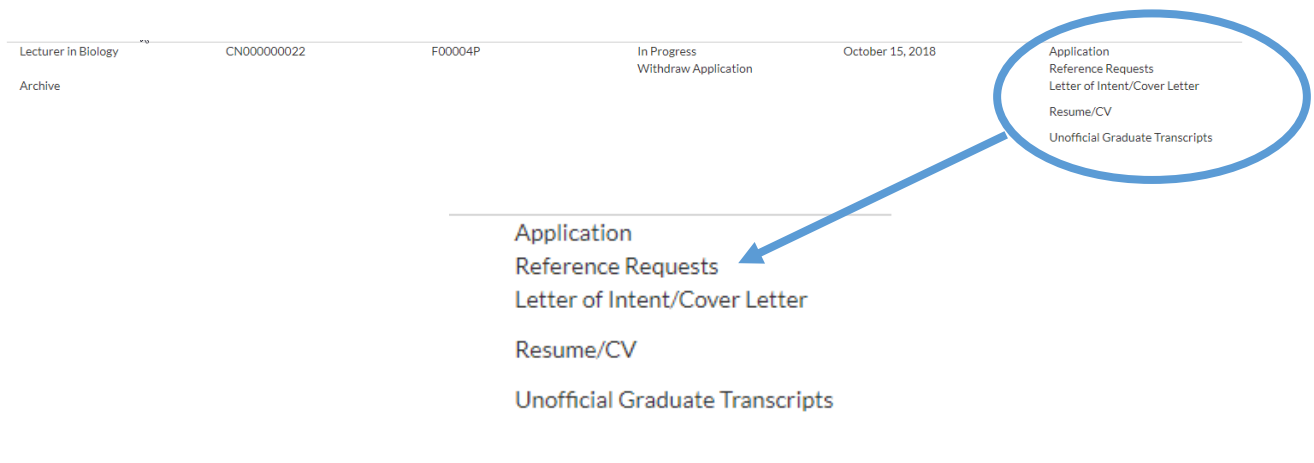 Lecturer in Biology CN000000022 F00004P In Progress October 15, 2018 Application
Withdraw Application Reference Requests
Archive Letter of Intent/Cover Letter
Resume/CV
Unofficial Graduate Transcripts
Application
Reference Requests
Letter of Intent/Cover Letter
Resume/CV
Unofficial Graduate Transcripts